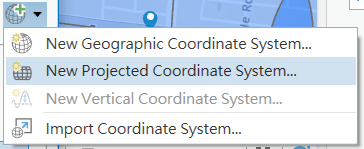 New Geographic Coordinate System...
New Projected Coordinate System...
New Vertical Coordinate System...
Import Coordinate System...